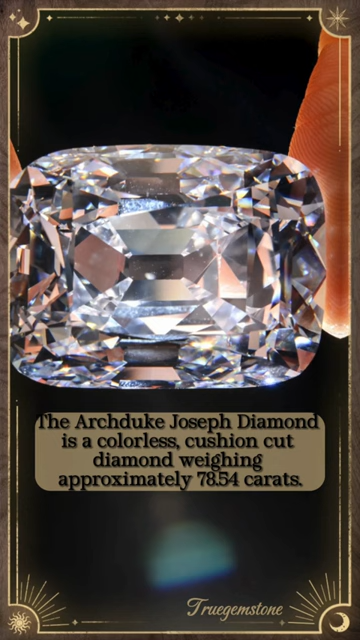 The Archduke Joseph Diamond
is a colorless, cushion cut
diamond weighing
approximately 78.54 carats.
Truegemstone